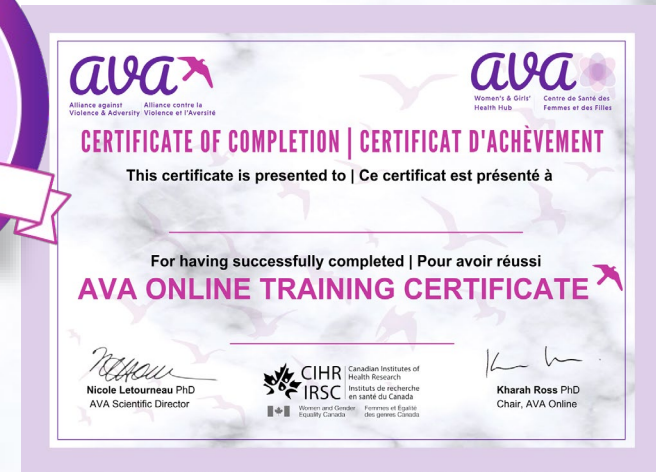 ava
Alliance against Alliance contre la
Violence & Adversity Violence et l'Aversité
ava
Women's & Girls' Centre de Santé des
Health Hub Femmes et des Filles
CERTIFICATE OF COMPLETION | CERTIFICAT D'ACHÈVEMENT
This certificate is presented to | Ce certificat est présenté à
For having successfully completed | Pour avoir réussi
AVA ONLINE TRAINING CERTIFICATE
Nicole Letourneau PhD
AVA Scientific Director
CIHR Canadian Institutes of
Health Research
IRSC Instituts de recherche
en santé du Canada
Women and Gender Femmes et Égalité
Equality Canada des genres Canada
Kharah Ross PhD
Chair, AVA Online